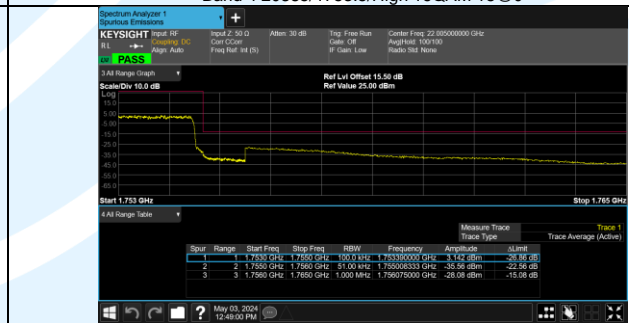 Spectrum Analyzer 1
Spurious Emissions
+
KEYSIGHT Input: RF Input Z: 50 Ω Atten: 30 dB Trig: Free Run Center Freq: 22.005000000 GHz
R L Coupling: DC Corr CCorr Gate: Off Avg|Hold: 100/100
Align: Auto Freq Ref: Int (S) IF Gain: Low Radio Std: None
PASS
3 All Range Graph
Ref Lvl Offset 15.50 dB
Scale/Div 10.0 dB Ref Value 25.00 dBm
Log
15.0
5.00
-5.00
-15.0
-25.0
-35.0
-45.0
-55.0
-65.0
Start 1.753 GHz Stop 1.765 GHz
4 All Range Table
Measure Trace Trace 1
Trace Type Trace Average (Active)
Spur Range Start Freq Stop Freq RBW Frequency Amplitude ΔLimit
1 1 1.7530 GHz 1.7550 GHz 100.0 kHz 1.753390000 GHz 3.142 dBm -26.86 dB
2 2 1.7550 GHz 1.7560 GHz 51.00 kHz 1.755008333 GHz -35.56 dBm -22.56 dB
3 3 1.7560 GHz 1.7650 GHz 1.000 MHz 1.756075000 GHz -28.08 dBm -15.08 dB
? May 03, 2024
12:49:00 PM